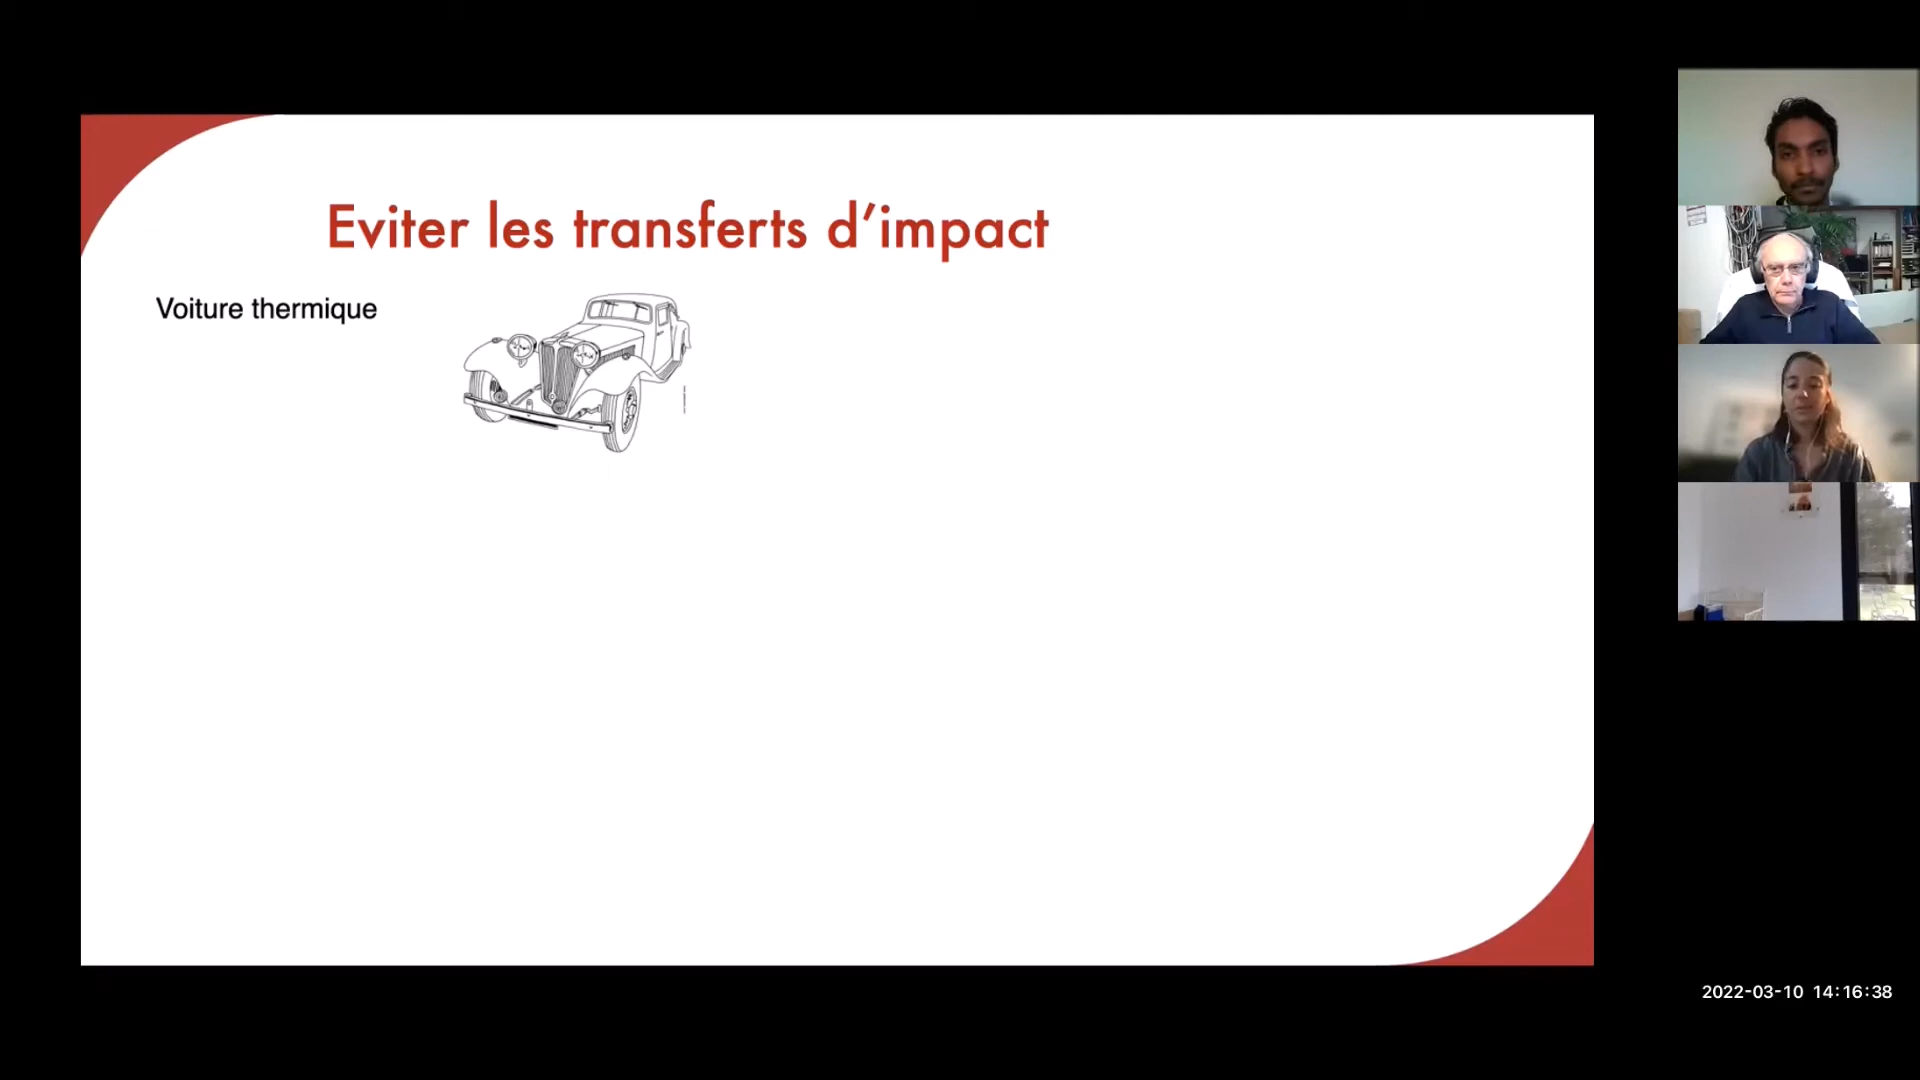 Eviter les transferts d’impact
Voiture thermique
2022-03-10 14:16:38